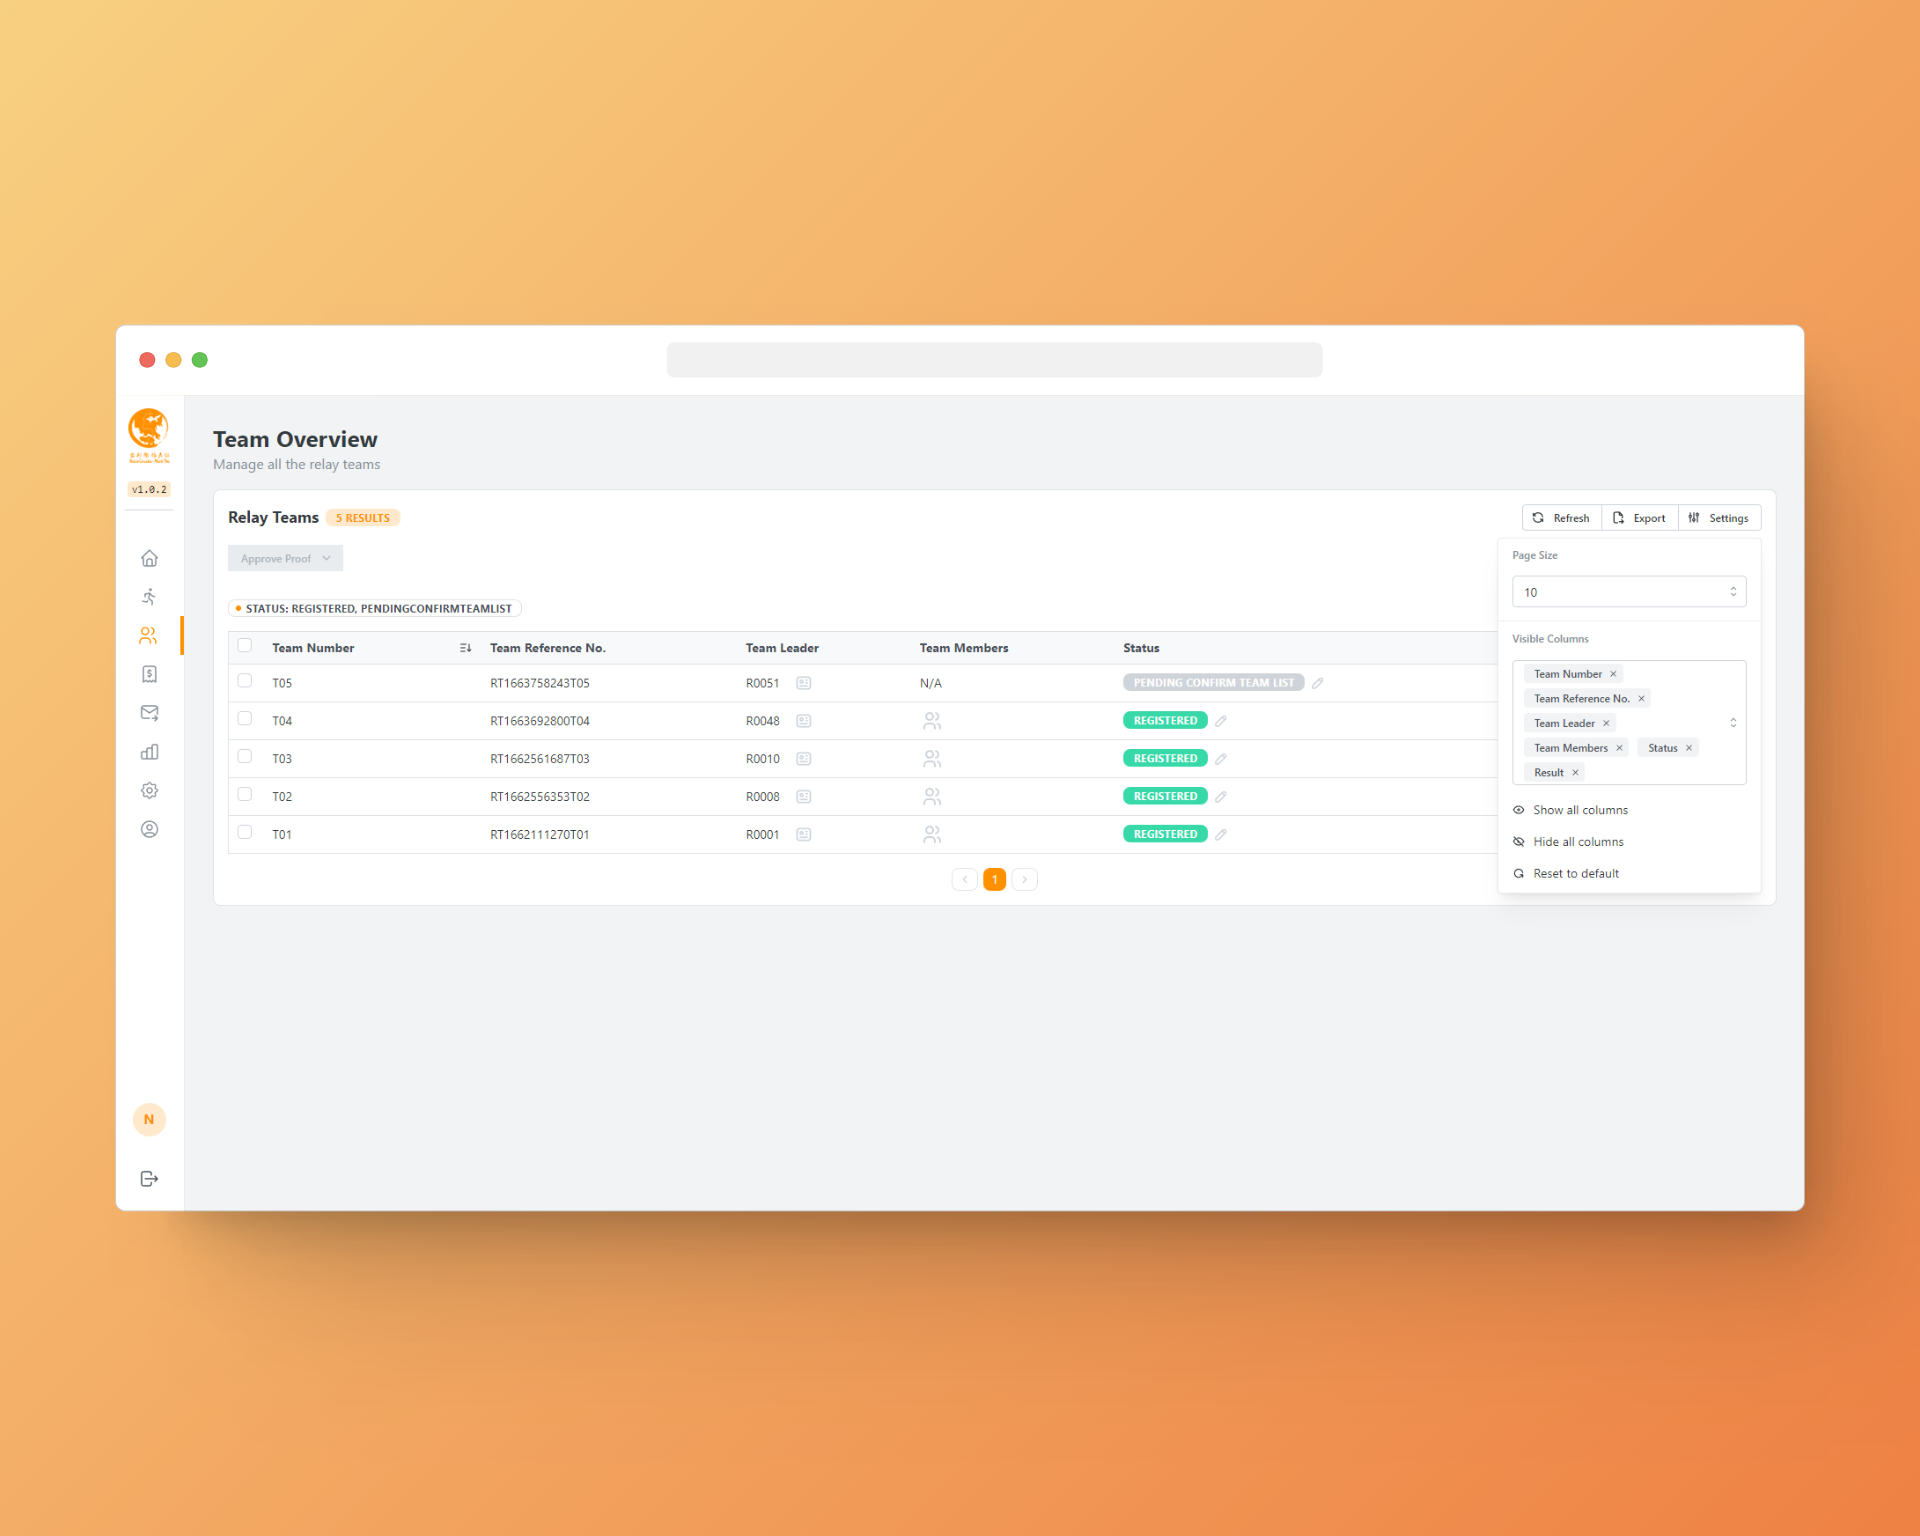 v1.0.2
Team Overview
Manage all the relay teams
Relay Teams 5 RESULTS
Refresh Export Settings
Approve Proof
STATUS: REGISTERED, PENDINGCONFIRMTEAMLIST
Team Number Team Reference No. Team Leader Team Members Status
T05 RT1663758243T05 R0051 N/A PENDING CONFIRM TEAM LIST
T04 RT1663692800T04 R0048 REGISTERED
T03 RT1662561687T03 R0010 REGISTERED
T02 RT1662556353T02 R0008 REGISTERED
T01 RT1662111270T01 R0001 REGISTERED
1
Page Size
10
Visible Columns
Team Number
Team Reference No.
Team Leader
Team Members Status
Result
Show all columns
Hide all columns
Reset to default
N